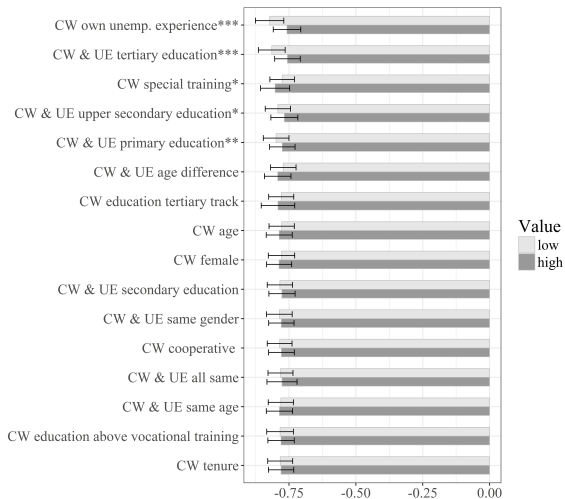 CW own unemp. experience***
CW & UE tertiary education***
CW special training*
CW & UE upper secondary education*
CW & UE primary education**
CW & UE age difference
CW education tertiary track
CW age
CW female
CW & UE secondary education
CW & UE same gender
CW cooperative
CW & UE all same
CW & UE same age
CW education above vocational training
CW tenure
-0.75 -0.50 -0.25 0.00
Value
low
high